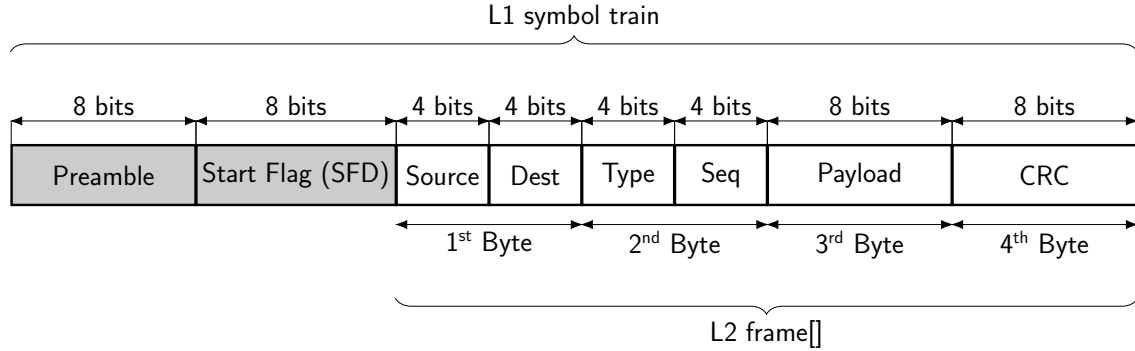 L1 symbol train
8 bits 8 bits 4 bits 4 bits 4 bits 4 bits 8 bits 8 bits
Preamble Start Flag (SFD) Source Dest Type Seq Payload CRC
1st Byte 2nd Byte 3rd Byte 4th Byte
L2 frame[]